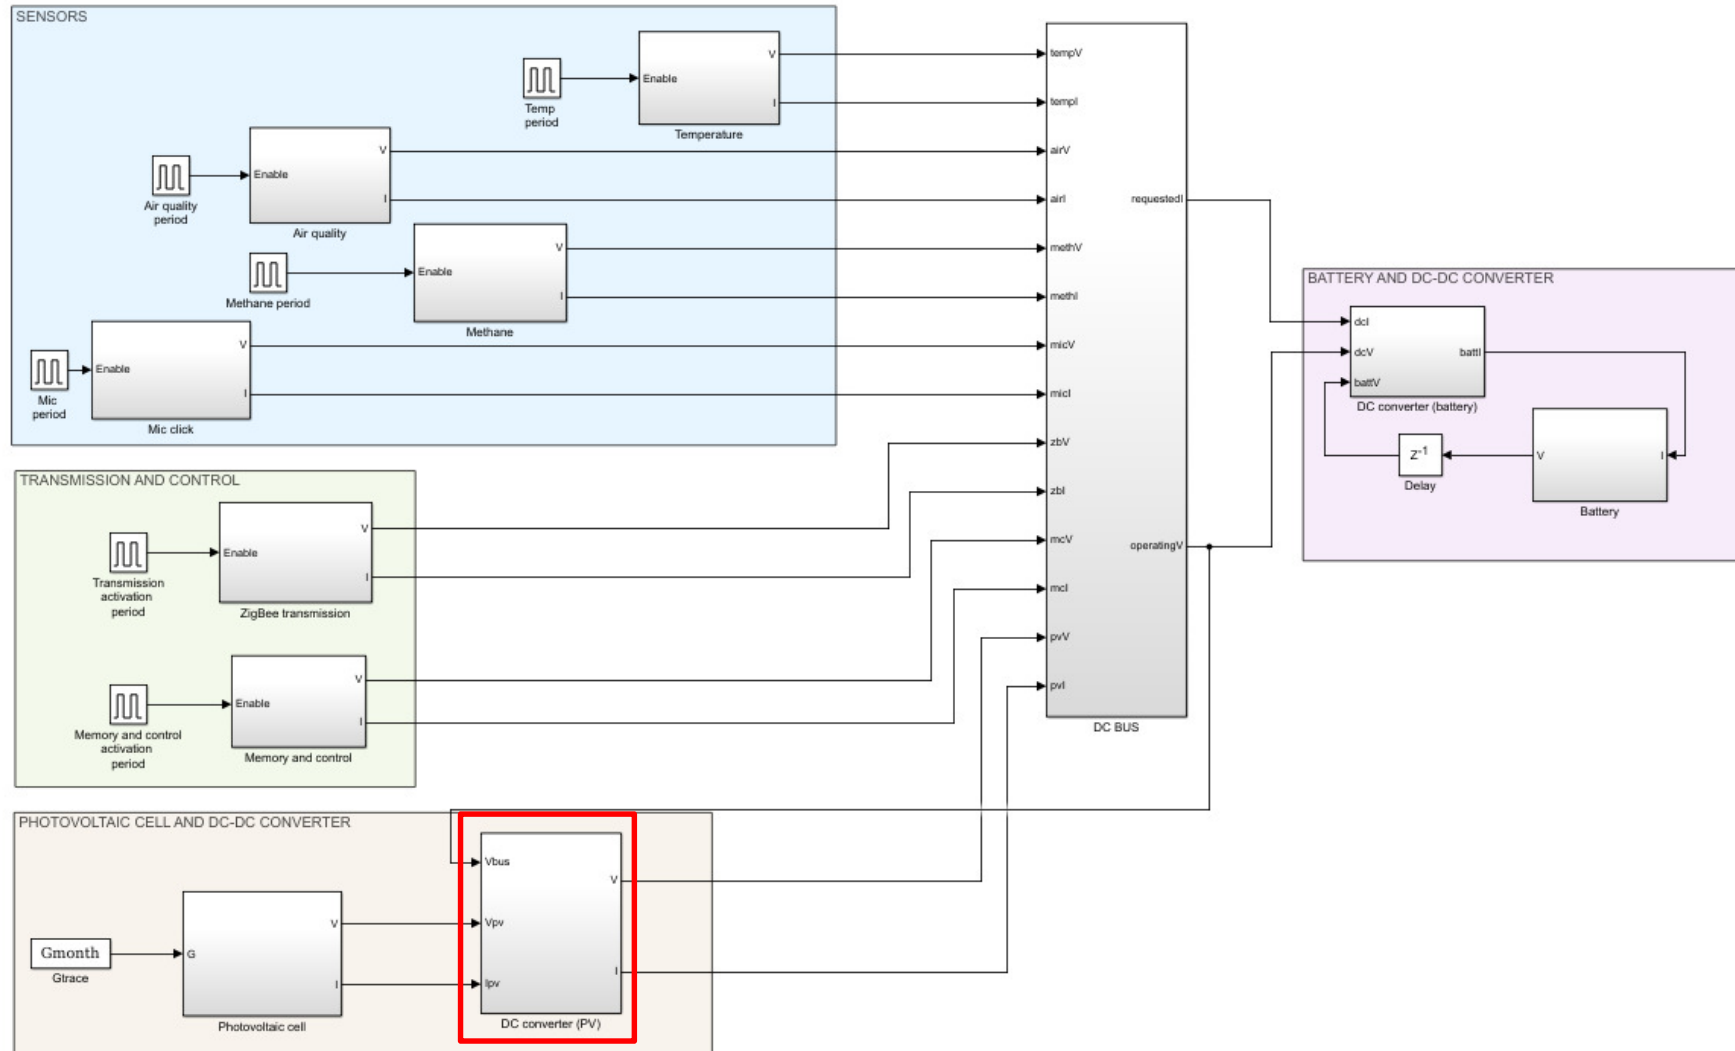 SENSORS
V
Enable
I
Temperature
Temp
period
V
Enable
I
Air quality
Air quality
period
V
Enable
I
Methane
Methane period
V
Enable
I
Mic click
Mic
period
TRANSMISSION AND CONTROL
V
Enable
I
ZigBee transmission
Transmission
activation
period
V
Enable
I
Memory and control
Memory and control
activation
period
PHOTOVOLTAIC CELL AND DC-DC CONVERTER
Gmonth
Gtrace
V
G
I
Photovoltaic cell
Vbus
V
Vpv
I
Ipv
DC converter (PV)
tempV
tempI
airV
airI
requestedI
methV
methI
micV
micI
zbV
zbI
mcV
operatingV
mcI
pvV
pvI
DC BUS
BATTERY AND DC-DC CONVERTER
dcI
dcV
battI
battV
DC converter (battery)
Z-1
Delay
V
I
Battery